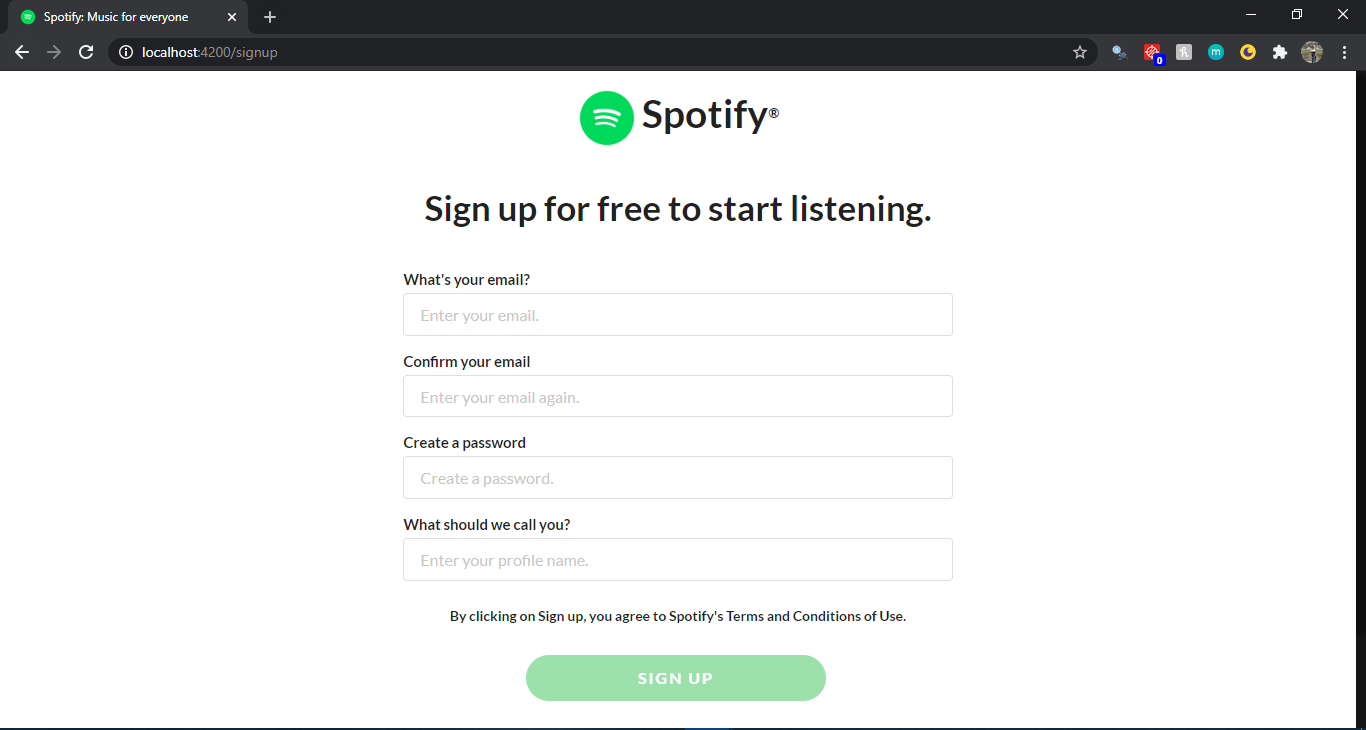 Spotify: Music for everyone
localhost:4200/signup
0
m
Spotify®
Sign up for free to start listening.
What's your email?
Enter your email.
Confirm your email
Enter your email again.
Create a password
Create a password.
What should we call you?
Enter your profile name.
By clicking on Sign up, you agree to Spotify's Terms and Conditions of Use.
SIGN UP